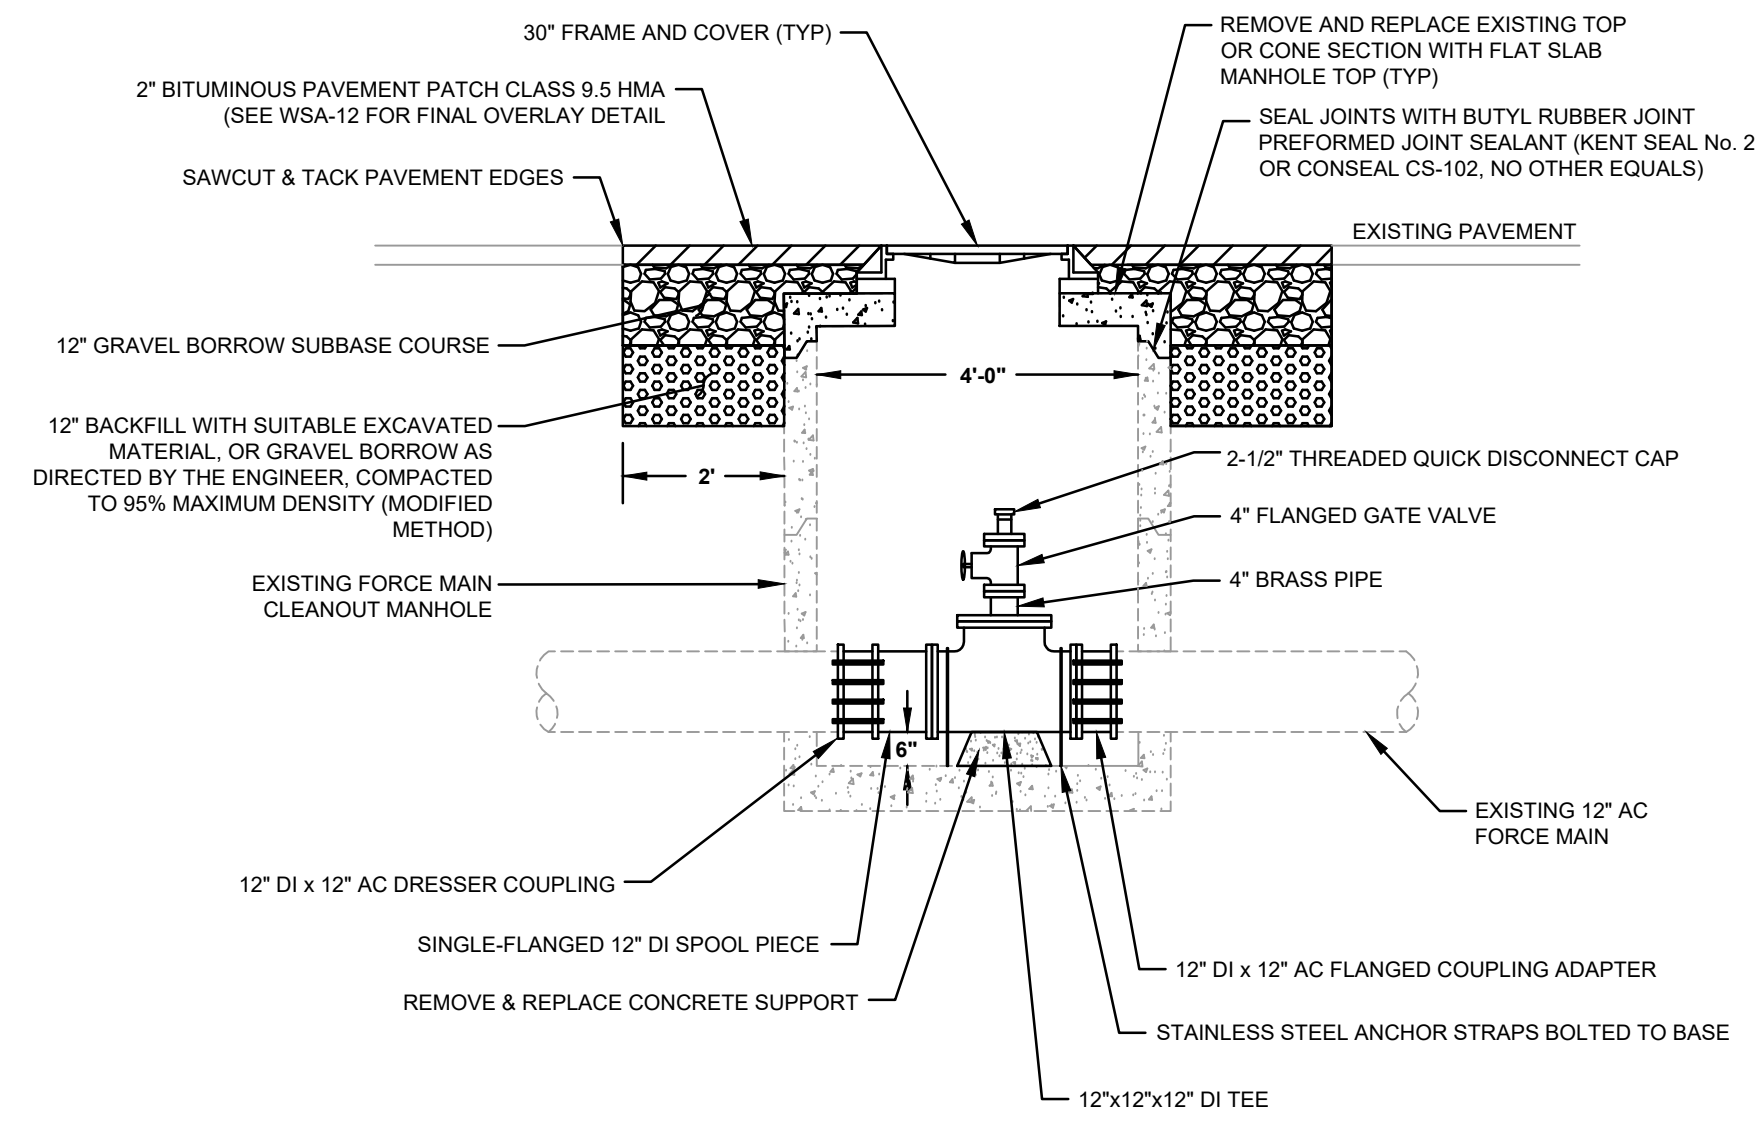 30" FRAME AND COVER (TYP)
REMOVE AND REPLACE EXISTING TOP
OR CONE SECTION WITH FLAT SLAB
MANHOLE TOP (TYP)
2" BITUMINOUS PAVEMENT PATCH CLASS 9.5 HMA
(SEE WSA-12 FOR FINAL OVERLAY DETAIL
SEAL JOINTS WITH BUTYL RUBBER JOINT
PREFORMED JOINT SEALANT (KENT SEAL No. 2
OR CONSEAL CS-102, NO OTHER EQUALS)
SAWCUT & TACK PAVEMENT EDGES
EXISTING PAVEMENT
12" GRAVEL BORROW SUBBASE COURSE
4'-0"
12" BACKFILL WITH SUITABLE EXCAVATED
MATERIAL, OR GRAVEL BORROW AS
DIRECTED BY THE ENGINEER, COMPACTED
TO 95% MAXIMUM DENSITY (MODIFIED
METHOD)
2'
2-1/2" THREADED QUICK DISCONNECT CAP
4" FLANGED GATE VALVE
4" BRASS PIPE
EXISTING FORCE MAIN
CLEANOUT MANHOLE
6"
EXISTING 12" AC
FORCE MAIN
12" DI x 12" AC DRESSER COUPLING
SINGLE-FLANGED 12" DI SPOOL PIECE
12" DI x 12" AC FLANGED COUPLING ADAPTER
REMOVE & REPLACE CONCRETE SUPPORT
STAINLESS STEEL ANCHOR STRAPS BOLTED TO BASE
12"x12"x12" DI TEE